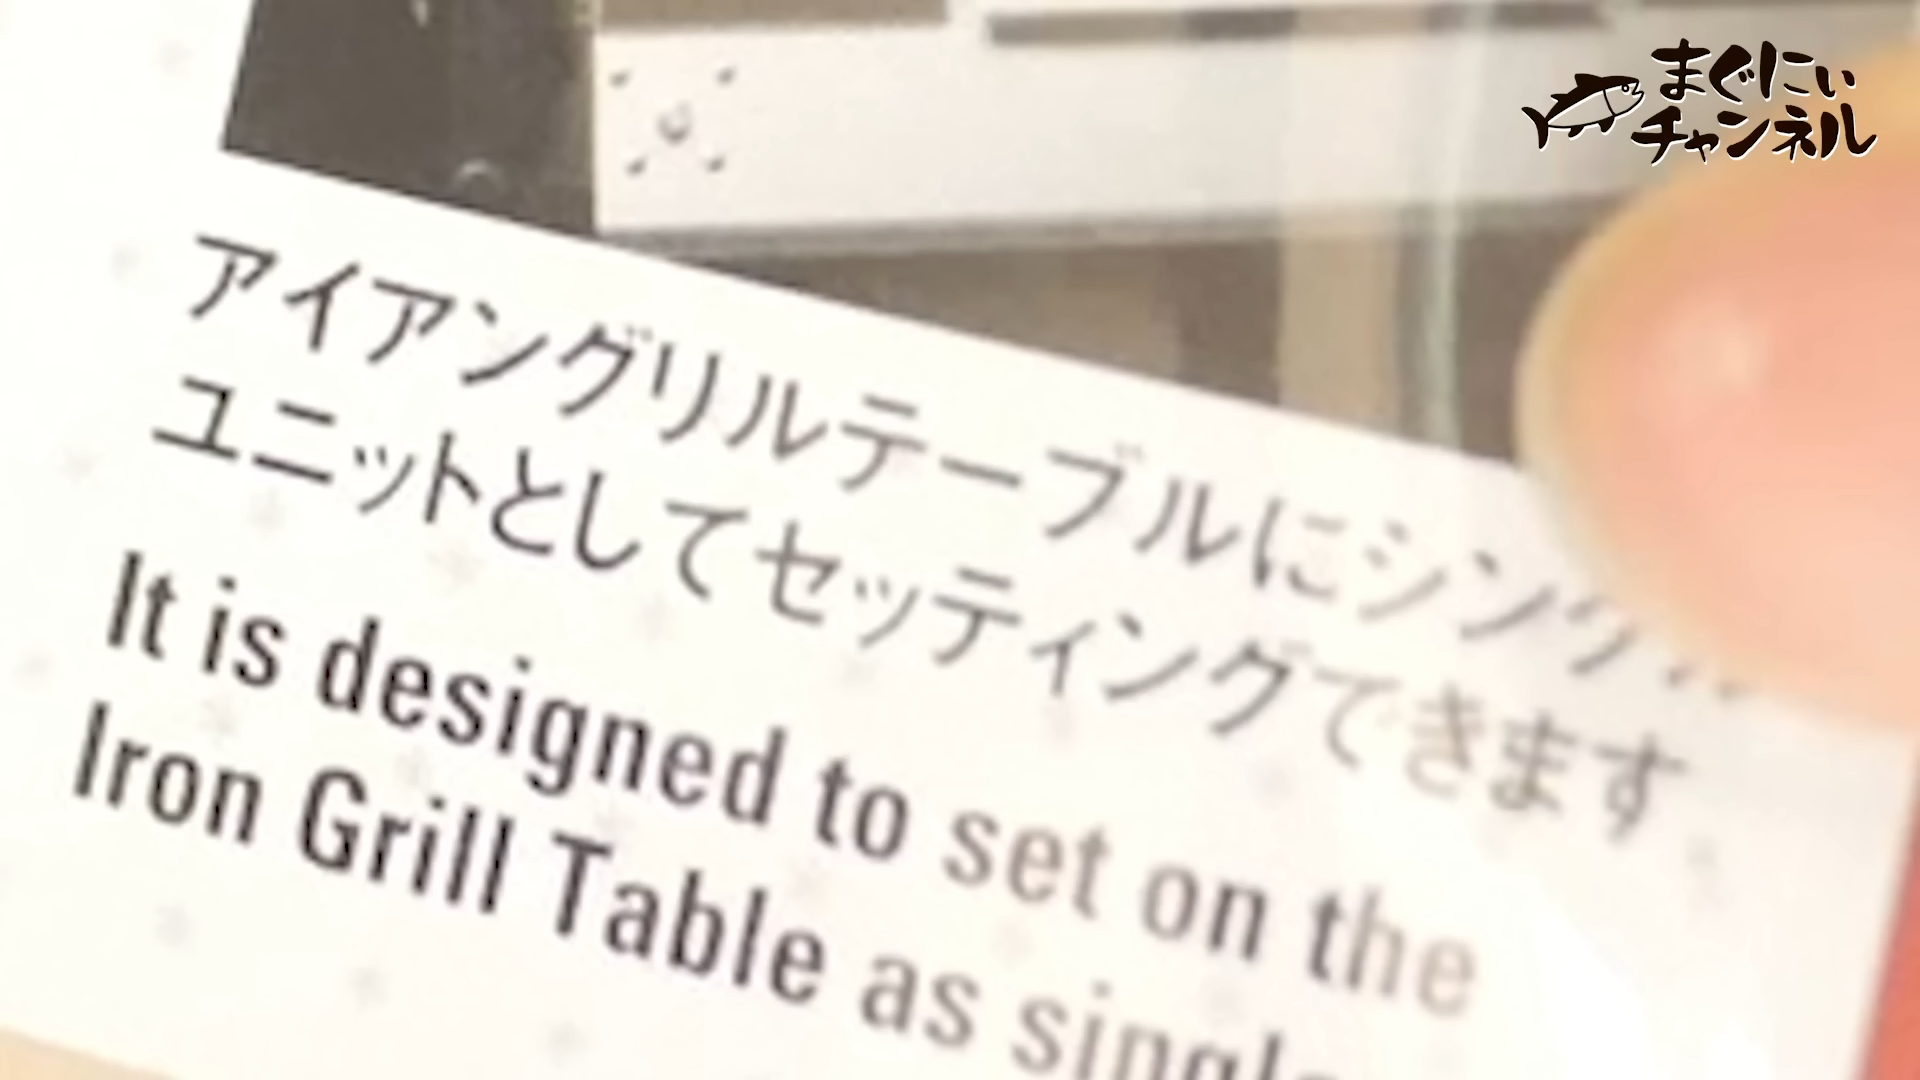 まぐにぃ
チャンネル
アイアングリルテーブルにシング
ユニットとしてセッティングできます。
It is designed to set on the
Iron Grill Table as single